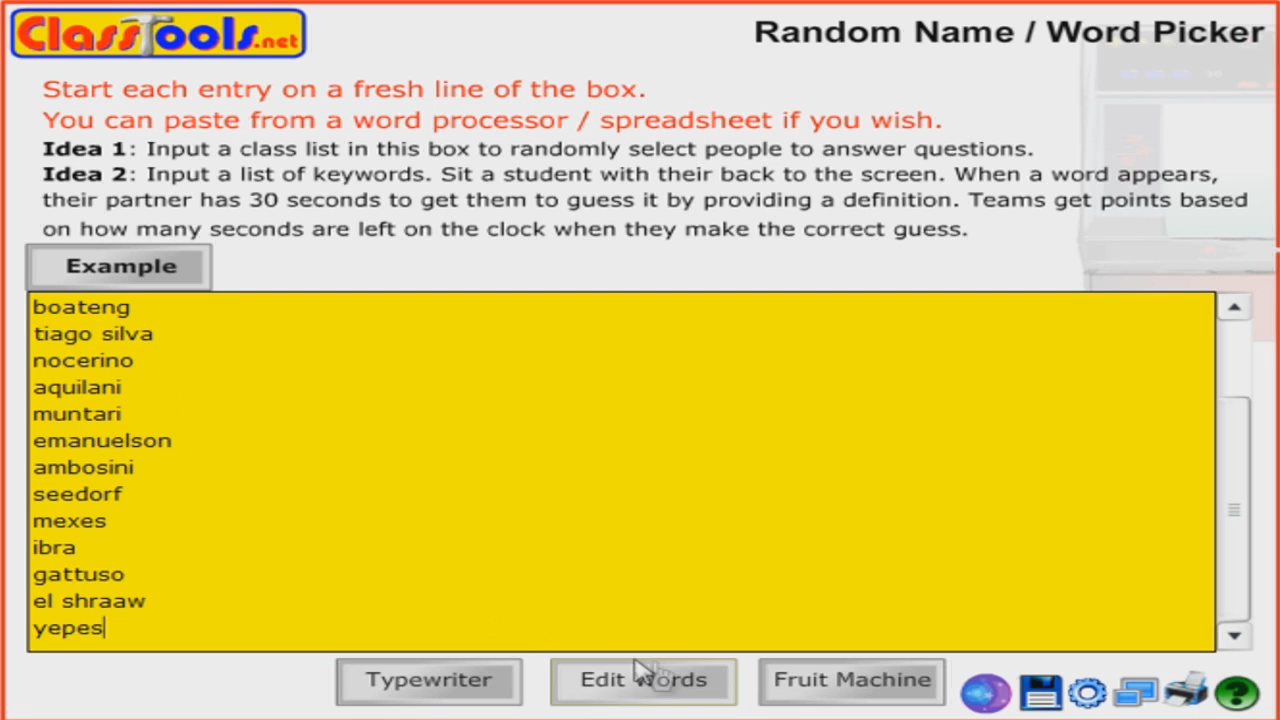 ClassTools.net
Random Name / Word Picker
Start each entry on a fresh line of the box.
You can paste from a word processor / spreadsheet if you wish.
Idea 1: Input a class list in this box to randomly select people to answer questions.
Idea 2: Input a list of keywords. Sit a student with their back to the screen. When a word appears,
their partner has 30 seconds to get them to guess it by providing a definition. Teams get points based
on how many seconds are left on the clock when they make the correct guess.
Example
boateng
tiago silva
nocerino
aquilani
muntari
emanuelson
ambosini
seedorf
mexes
ibra
gattuso
el shraaw
yepes
Typewriter
Edit Words
Fruit Machine
?